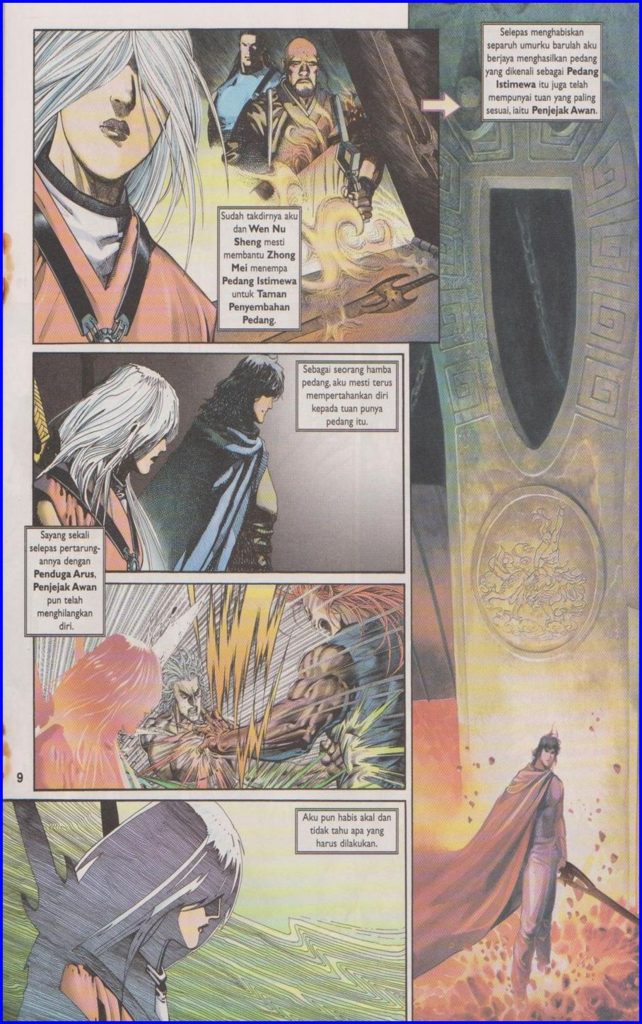 Sudah takdirnya aku
dan Wen Nu
Sheng mesti
membantu Zhong
Mei menempa
Pedang Istimewa
untuk Taman
Penyembahan
Pedang.
Selepas menghabiskan
separuh umurku barulah aku
berjaya menghasilkan pedang
yang dikenali sebagai Pedang
Istimewa itu juga telah
mempunyai tuan yang paling
sesuai, iaitu Penjejak Awan.
Sebagai seorang hamba
pedang, aku mesti terus
mempertahankan diri
kepada tuan punya
pedang itu.
Sayang sekali
selepas pertarung-
annya dengan
Penduga Arus,
Penjejak Awan
pun telah
menghilangkan
diri.
Aku pun habis akal dan
tidak tahu apa yang
harus dilakukan.
9